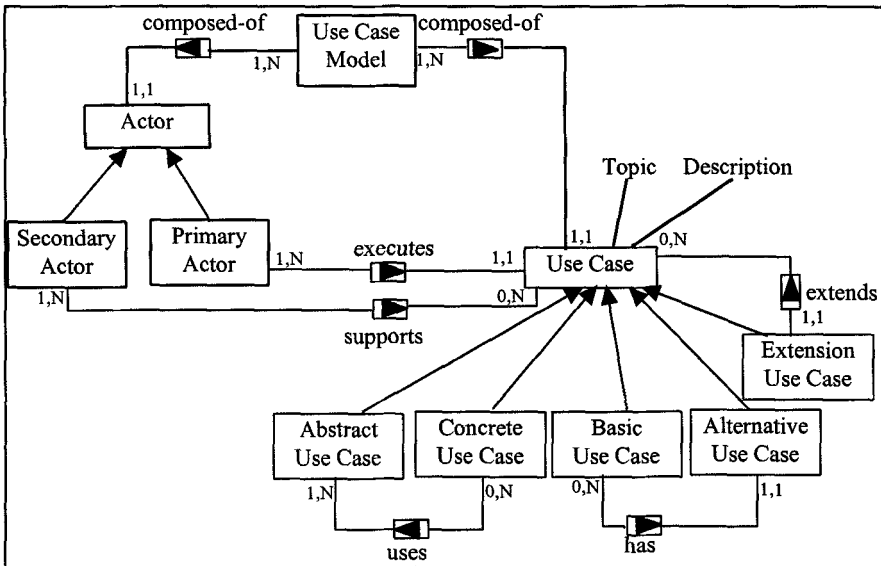 composed-of
Use Case
Model
composed-of
1,N
1,N
1,1
Actor
Topic
Description
Secondary
Actor
Primary
Actor
1,N
executes
1,1
1,1
0,N
Use Case
1,N
supports
0,N
extends
1,1
Extension
Use Case
Abstract
Use Case
Concrete
Use Case
Basic
Use Case
Alternative
Use Case
1,N
0,N
0,N
1,1
uses
has